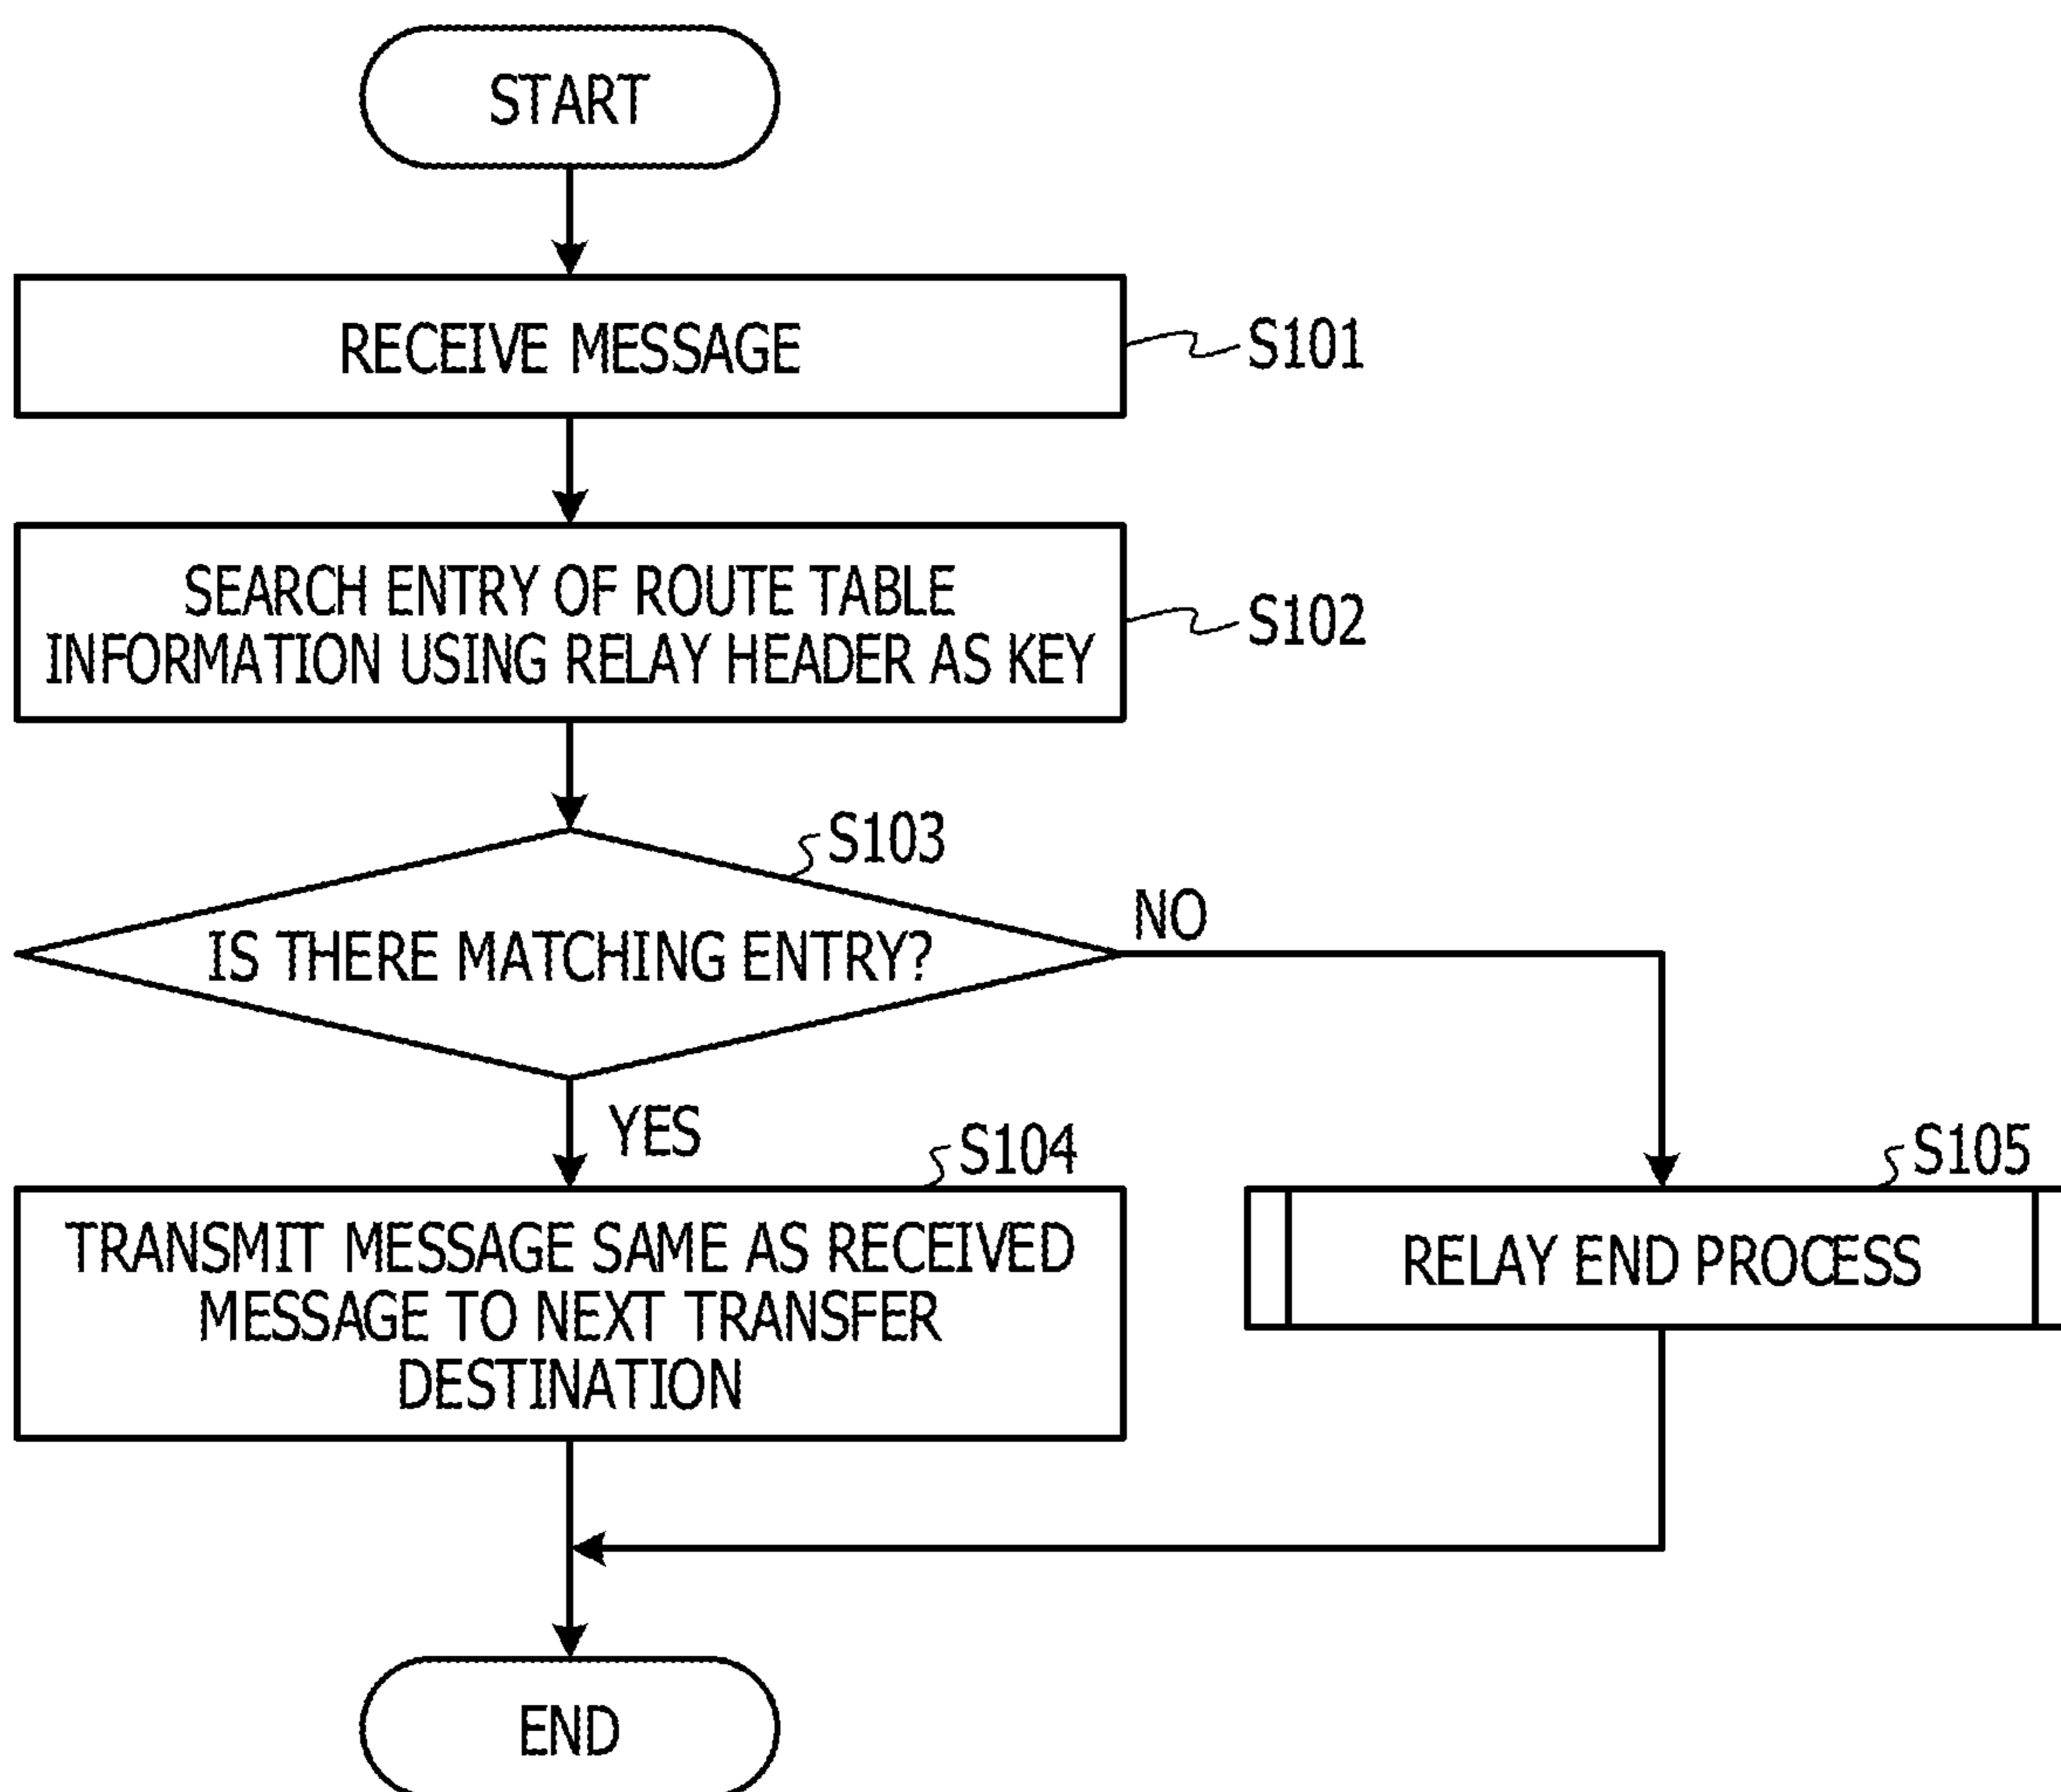 START
RECEIVE MESSAGE
S101
SEARCH ENTRY OF ROUTE TABLE
INFORMATION USING RELAY HEADER AS KEY
S102
S103
IS THERE MATCHING ENTRY?
NO
YES
S104
TRANSMIT MESSAGE SAME AS RECEIVED
MESSAGE TO NEXT TRANSFER
DESTINATION
S105
RELAY END PROCESS
END